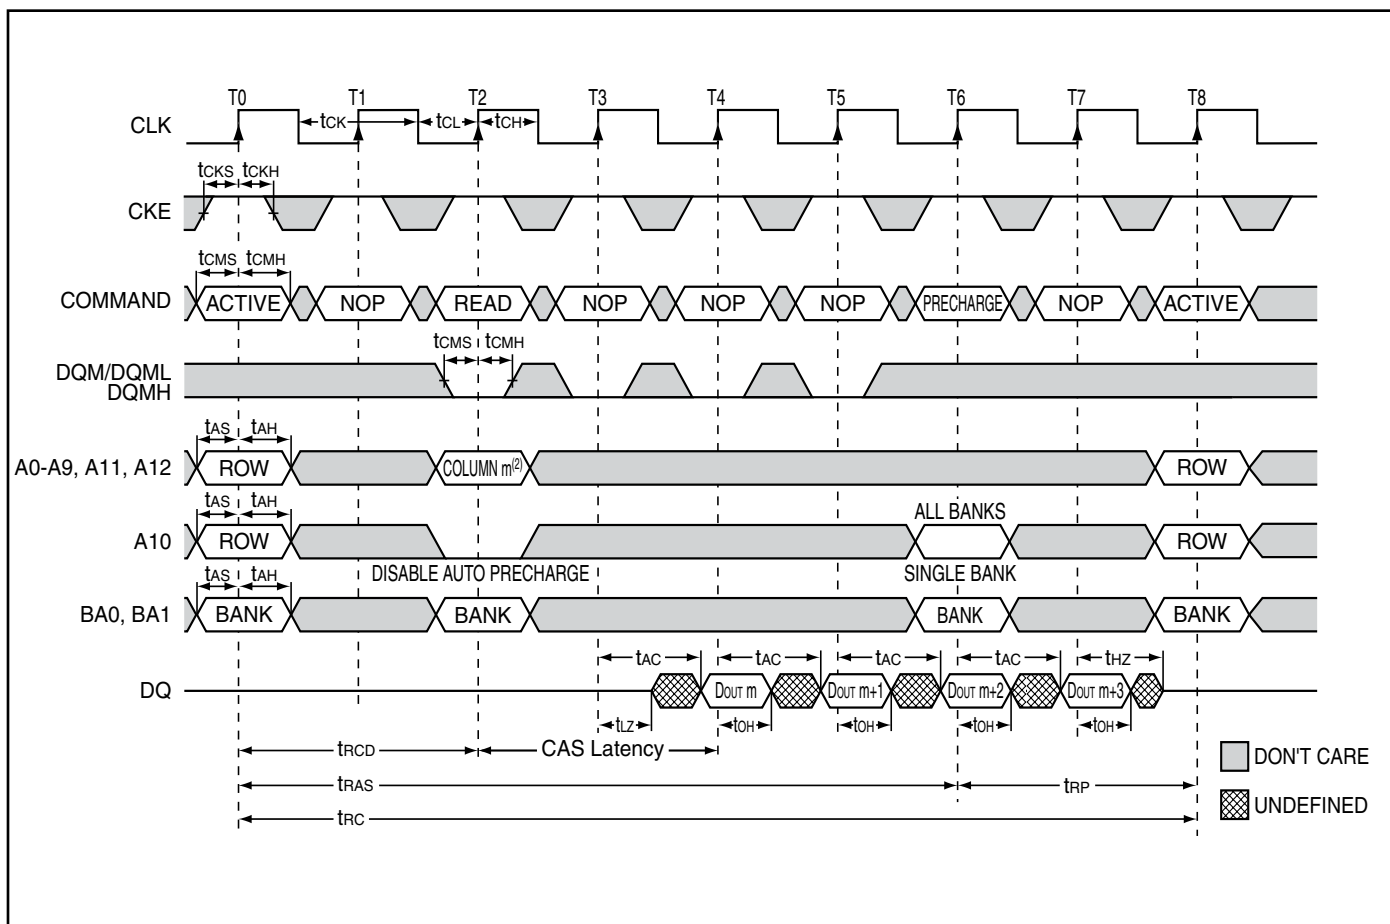 T0 T1 T2 T3 T4 T5 T6 T7 T8
CLK tCK tCL tCH
tCKS tCKH
CKE
tCMS tCMH
COMMAND ACTIVE NOP READ NOP NOP NOP PRECHARGE NOP ACTIVE
tCMS tCMH
DQM/DQML
DQMH
tAS tAH
A0-A9, A11, A12 ROW COLUMN m(2) ROW
tAS tAH ALL BANKS
A10 ROW ROW
DISABLE AUTO PRECHARGE SINGLE BANK
tAS tAH
BA0, BA1 BANK BANK BANK BANK
tAC tAC tAC tAC tHZ
DQ DOUT m DOUT m+1 DOUT m+2 DOUT m+3
tLZ tOH tOH tOH tOH
tRCD CAS Latency
DON'T CARE
tRAS tRP
UNDEFINED
tRC